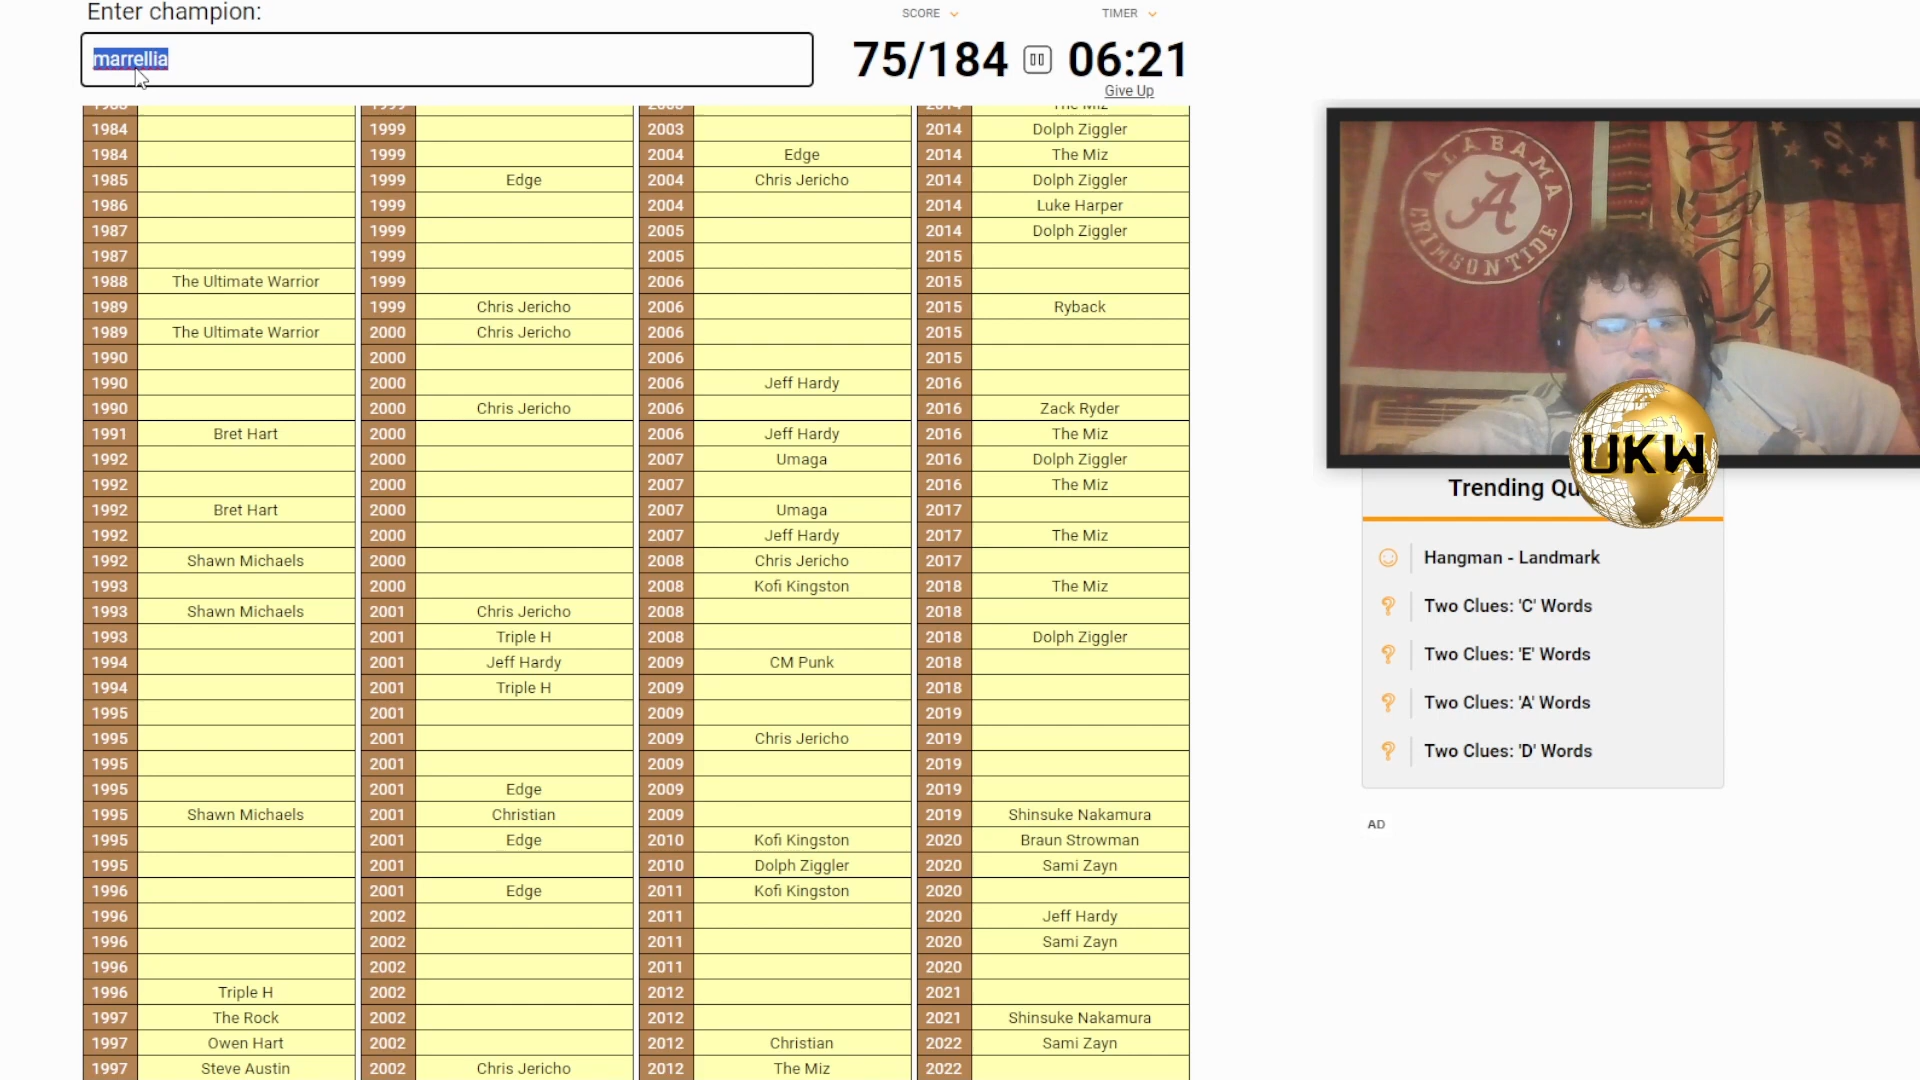 Enter champion:
SCORE
TIMER
marrellia
75/184
06:21
Give Up
1984
1984
1985
1986
1987
1987
1988 The Ultimate Warrior
1989
1989 The Ultimate Warrior
1990
1990
1990
1991 Bret Hart
1992
1992
1992 Bret Hart
1992
1992 Shawn Michaels
1993
1993 Shawn Michaels
1993
1994
1994
1995
1995
1995
1995
1995 Shawn Michaels
1995
1995
1996
1996
1996
1996
1996 Triple H
1997 The Rock
1997 Owen Hart
1997 Steve Austin
1999
1999
1999
1999 Edge
1999
1999
1999
1999
1999 Chris Jericho
2000 Chris Jericho
2000
2000
2000 Chris Jericho
2000
2000
2000
2000
2000
2000
2000
2001 Chris Jericho
2001 Triple H
2001 Jeff Hardy
2001 Triple H
2001
2001
2001
2001 Edge
2001 Christian
2001 Edge
2001
2001 Edge
2002
2002
2002
2002
2002
2002
2002 Chris Jericho
2003
2004 Edge
2004 Chris Jericho
2004
2005
2005
2006
2006
2006
2006
2006 Jeff Hardy
2006
2006 Jeff Hardy
2007 Umaga
2007
2007 Umaga
2007 Jeff Hardy
2008 Chris Jericho
2008 Kofi Kingston
2008
2008
2009 CM Punk
2009
2009
2009 Chris Jericho
2009
2009
2009
2010 Kofi Kingston
2010 Dolph Ziggler
2011 Kofi Kingston
2011
2011
2011
2012
2012
2012 Christian
2012 The Miz
2014 The Miz
2014 Dolph Ziggler
2014 The Miz
2014 Dolph Ziggler
2014 Luke Harper
2014 Dolph Ziggler
2015
2015
2015 Ryback
2015
2015
2016
2016 Zack Ryder
2016 The Miz
2016 Dolph Ziggler
2016 The Miz
2017
2017 The Miz
2017
2018 The Miz
2018
2018 Dolph Ziggler
2018
2018
2019
2019
2019
2019
2019 Shinsuke Nakamura
2020 Braun Strowman
2020 Sami Zayn
2020
2020 Jeff Hardy
2020 Sami Zayn
2020
2021
2021 Shinsuke Nakamura
2022 Sami Zayn
2022
ALABAMA
A
CRIMSON TIDE
UKW
Trending Qu
Hangman - Landmark
Two Clues: 'C' Words
Two Clues: 'E' Words
Two Clues: 'A' Words
Two Clues: 'D' Words
AD